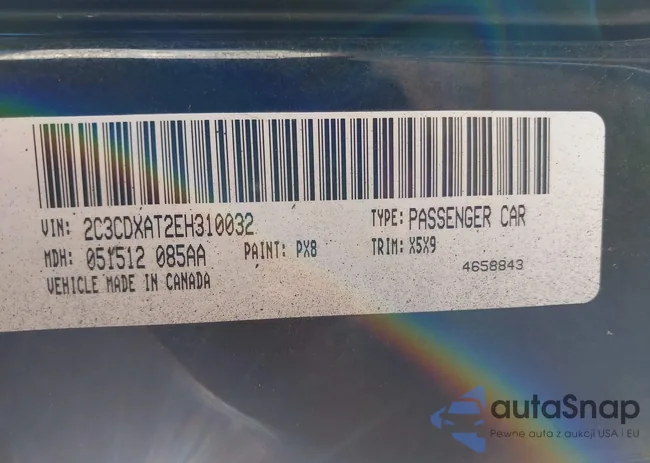 VIN: 2C3CDXAT2EH310032 TYPE: PASSENGER CAR
MDH: 051512 085AA PAINT: PX8 TRIM: X5X9
VEHICLE MADE IN CANADA 4658843
autaSnap
Pewne auta z aukcji USA i EU